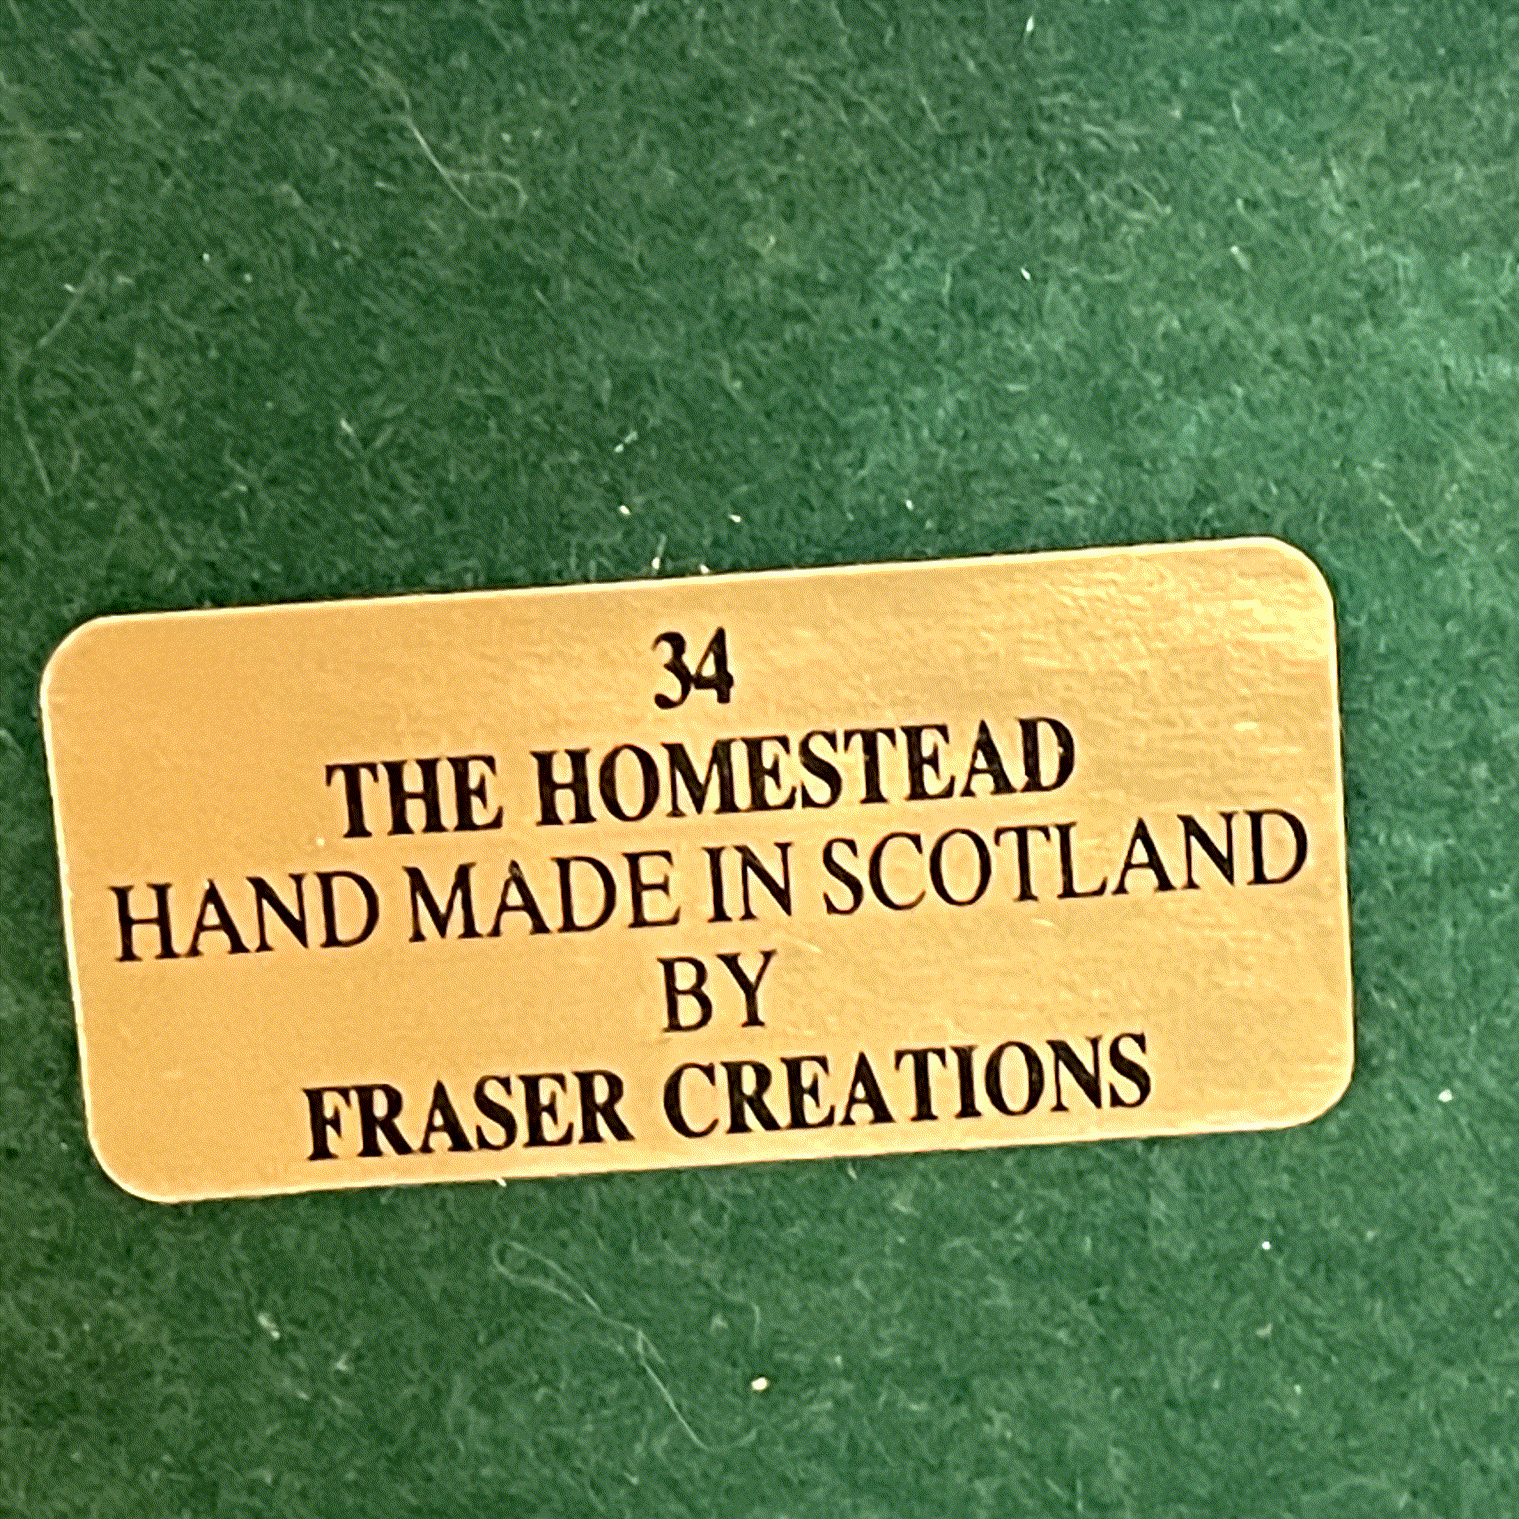 34
THE HOMESTEAD
HAND MADE IN SCOTLAND
BY
FRASER CREATIONS